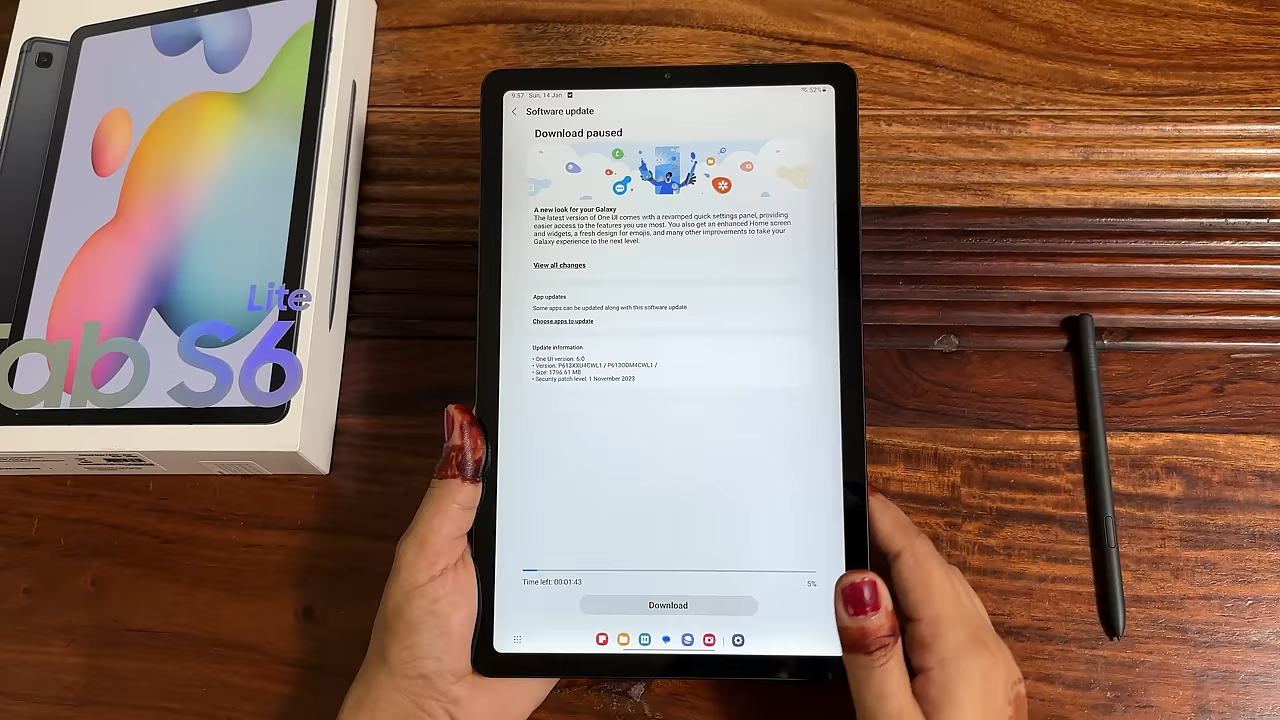 Lite
ab S6
9:57 Sun, 14 Jan
52%
Software update
Download paused
A new look for your Galaxy
The latest version of One UI comes with a revamped quick settings panel, providing
easier access to the features you use most. You also get an enhanced Home screen
and widgets, a fresh design for emojis, and many other improvements to take your
Galaxy experience to the next level.
View all changes
App updates
Some apps can be updated along with this software update.
Choose apps to update
Update information
• One UI version: 6.0
• Version: P613XXU4CWL1 / P613ODM4CWL1 /
• Size: 1796.61 MB
• Security patch level: 1 November 2023
Time left: 00:01:43
5%
Download